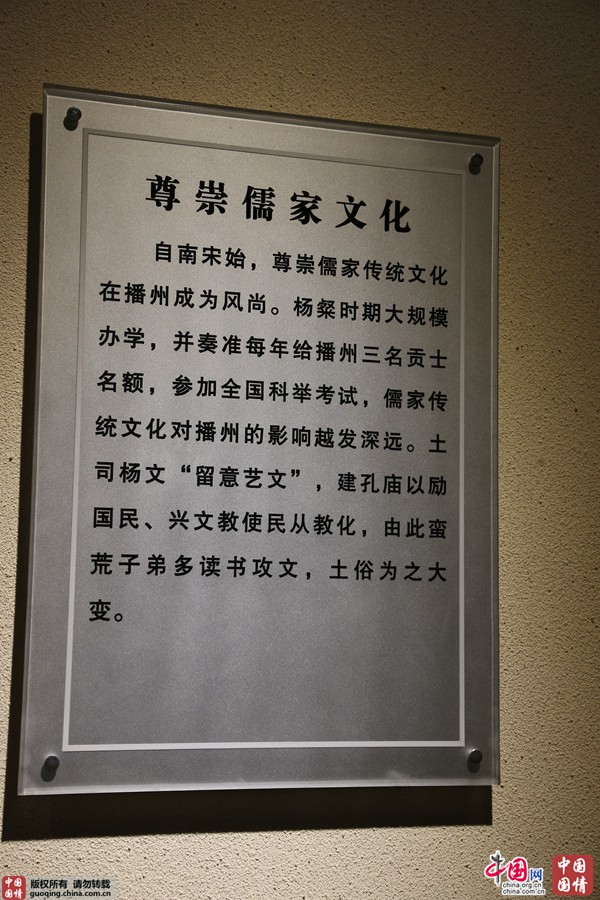 尊崇儒家文化
自南宋始，尊崇儒家传统文化
在播州成为风尚。杨粲时期大规模
办学，并奏准每年给播州三名贡士
名额，参加全国科举考试，儒家传
统文化对播州的影响越发深远。土
司杨文“留意艺文”，建孔庙以励
国民、兴文教使民从教化，由此蛮
荒子弟多读书攻文，土俗为之大
变。
中国国情
版权所有 请勿转载
guoqing.china.com.cn
中国网
china.org.cn
china.com.cn
中国国情